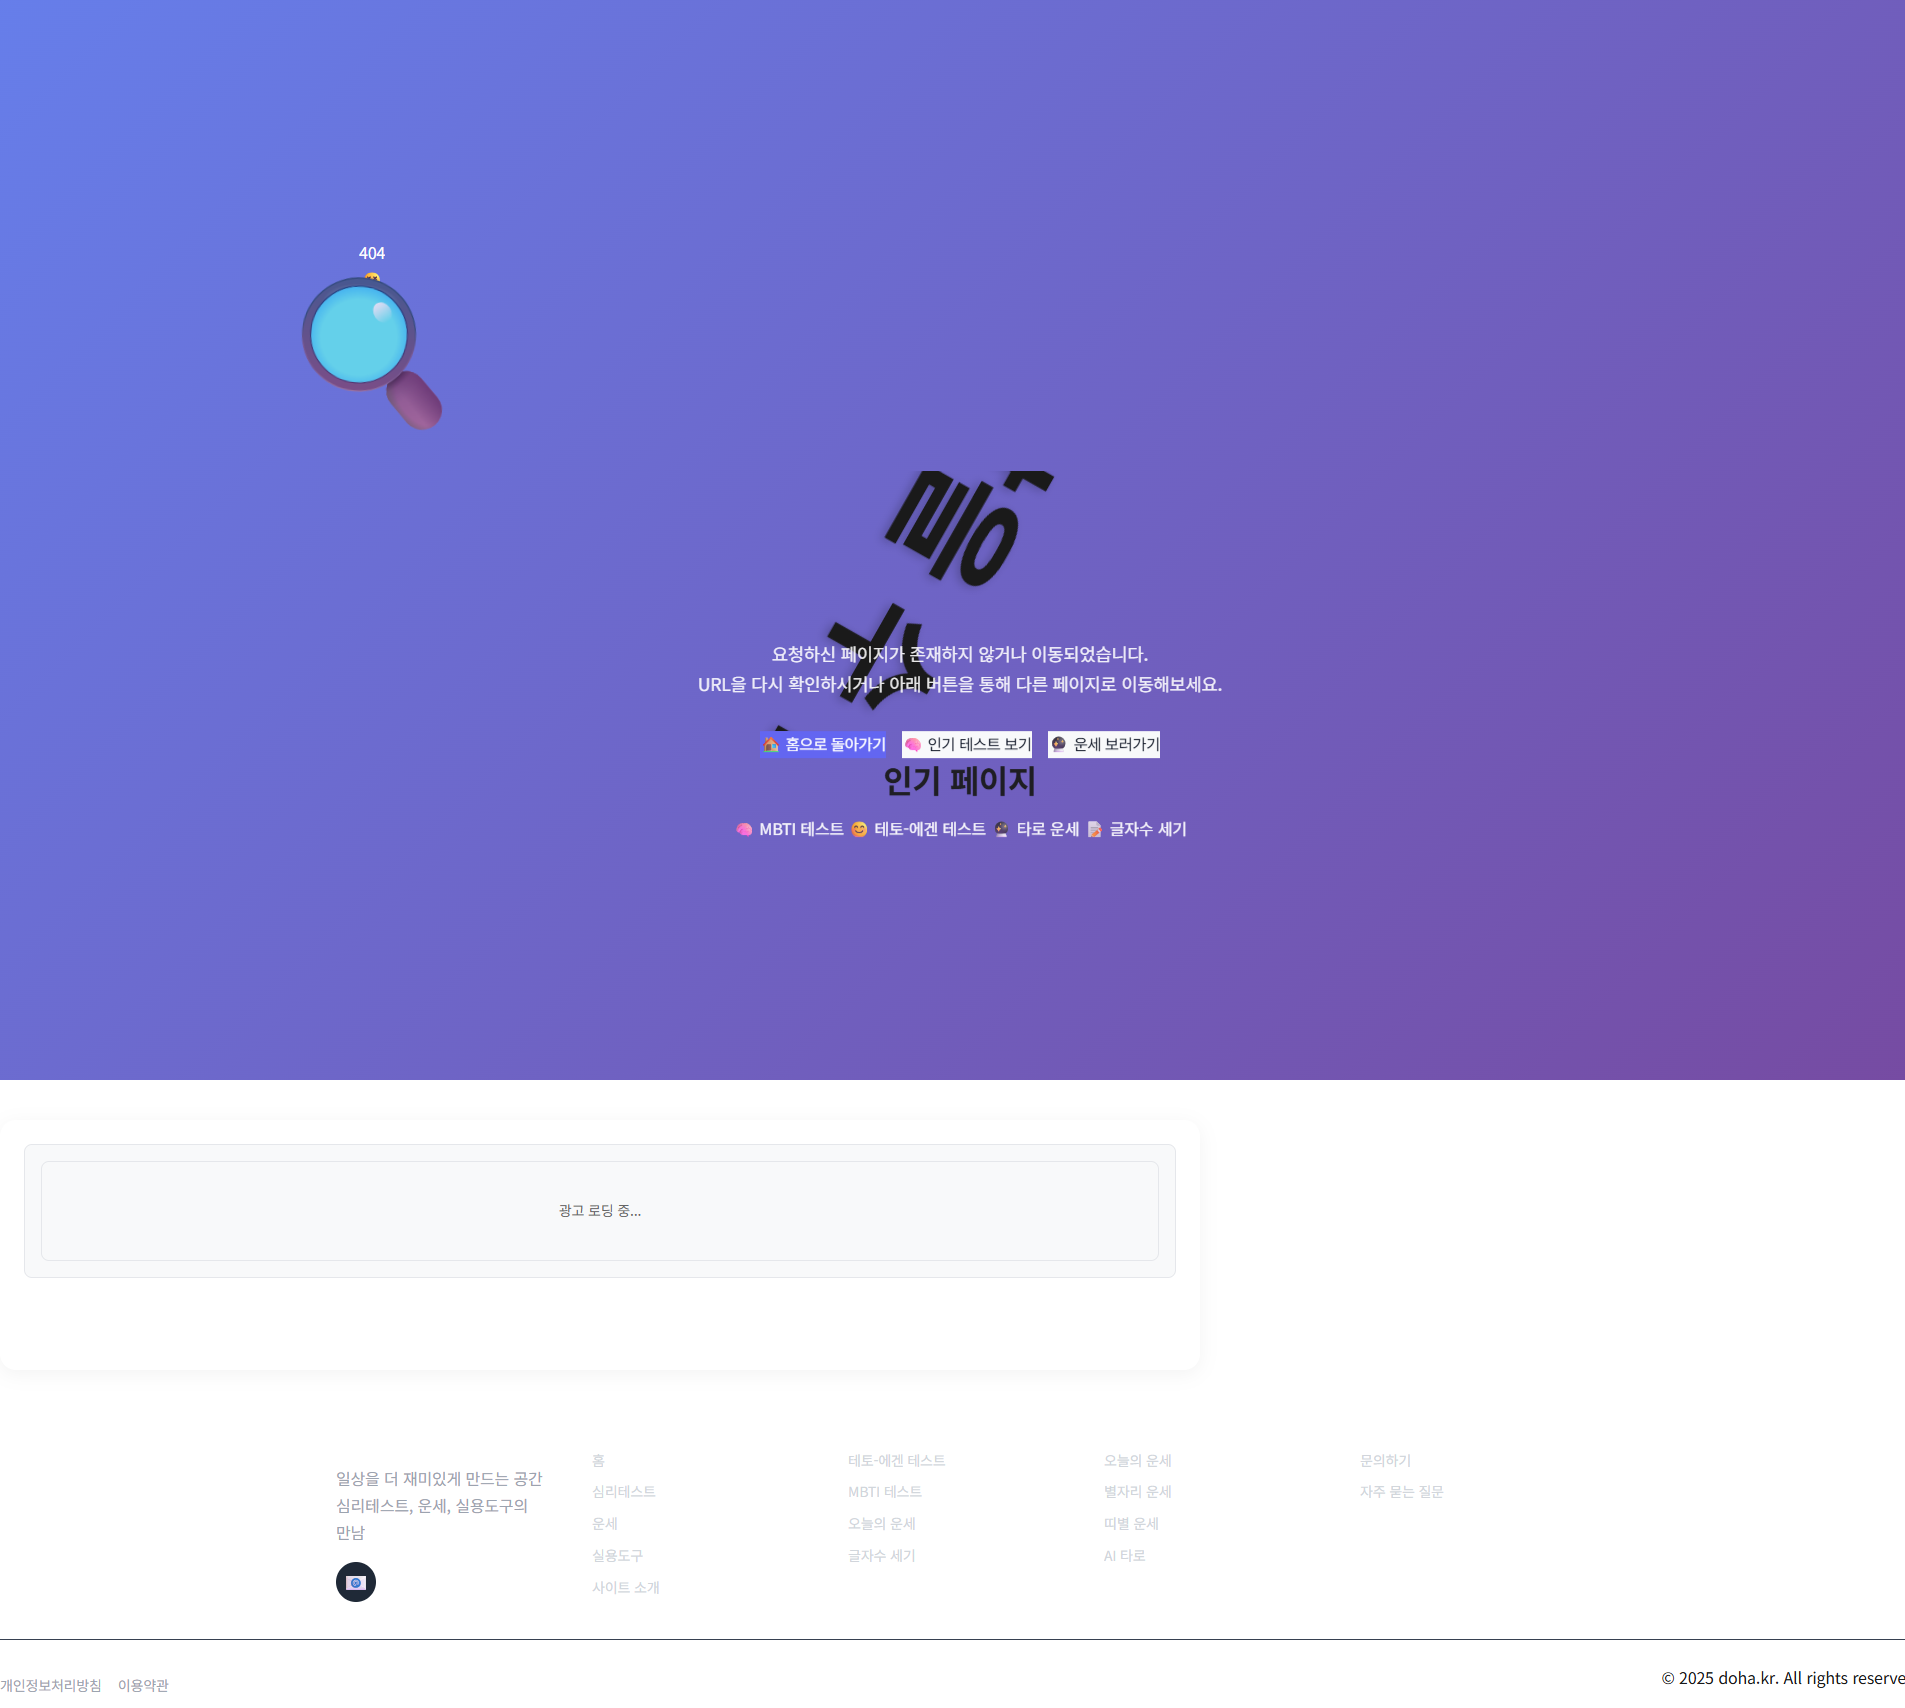 404
요청하신 페이지가 존재하지 않거나 이동되었습니다.
URL을 다시 확인하시거나 아래 버튼을 통해 다른 페이지로 이동해보세요.
🏠 홈으로 돌아가기 🧠 인기 테스트 보기 🔮 운세 보러가기
인기 페이지
🧠 MBTI 테스트 😊 테토-에겐 테스트 🔮 타로 운세 📝 글자수 세기
광고 로딩 중...
일상을 더 재미있게 만드는 공간
심리테스트, 운세, 실용도구의
만남
홈
심리테스트
운세
실용도구
사이트 소개
테토-에겐 테스트
MBTI 테스트
오늘의 운세
글자수 세기
오늘의 운세
별자리 운세
띠별 운세
AI 타로
문의하기
자주 묻는 질문
개인정보처리방침 이용약관
© 2025 doha.kr. All rights reserve